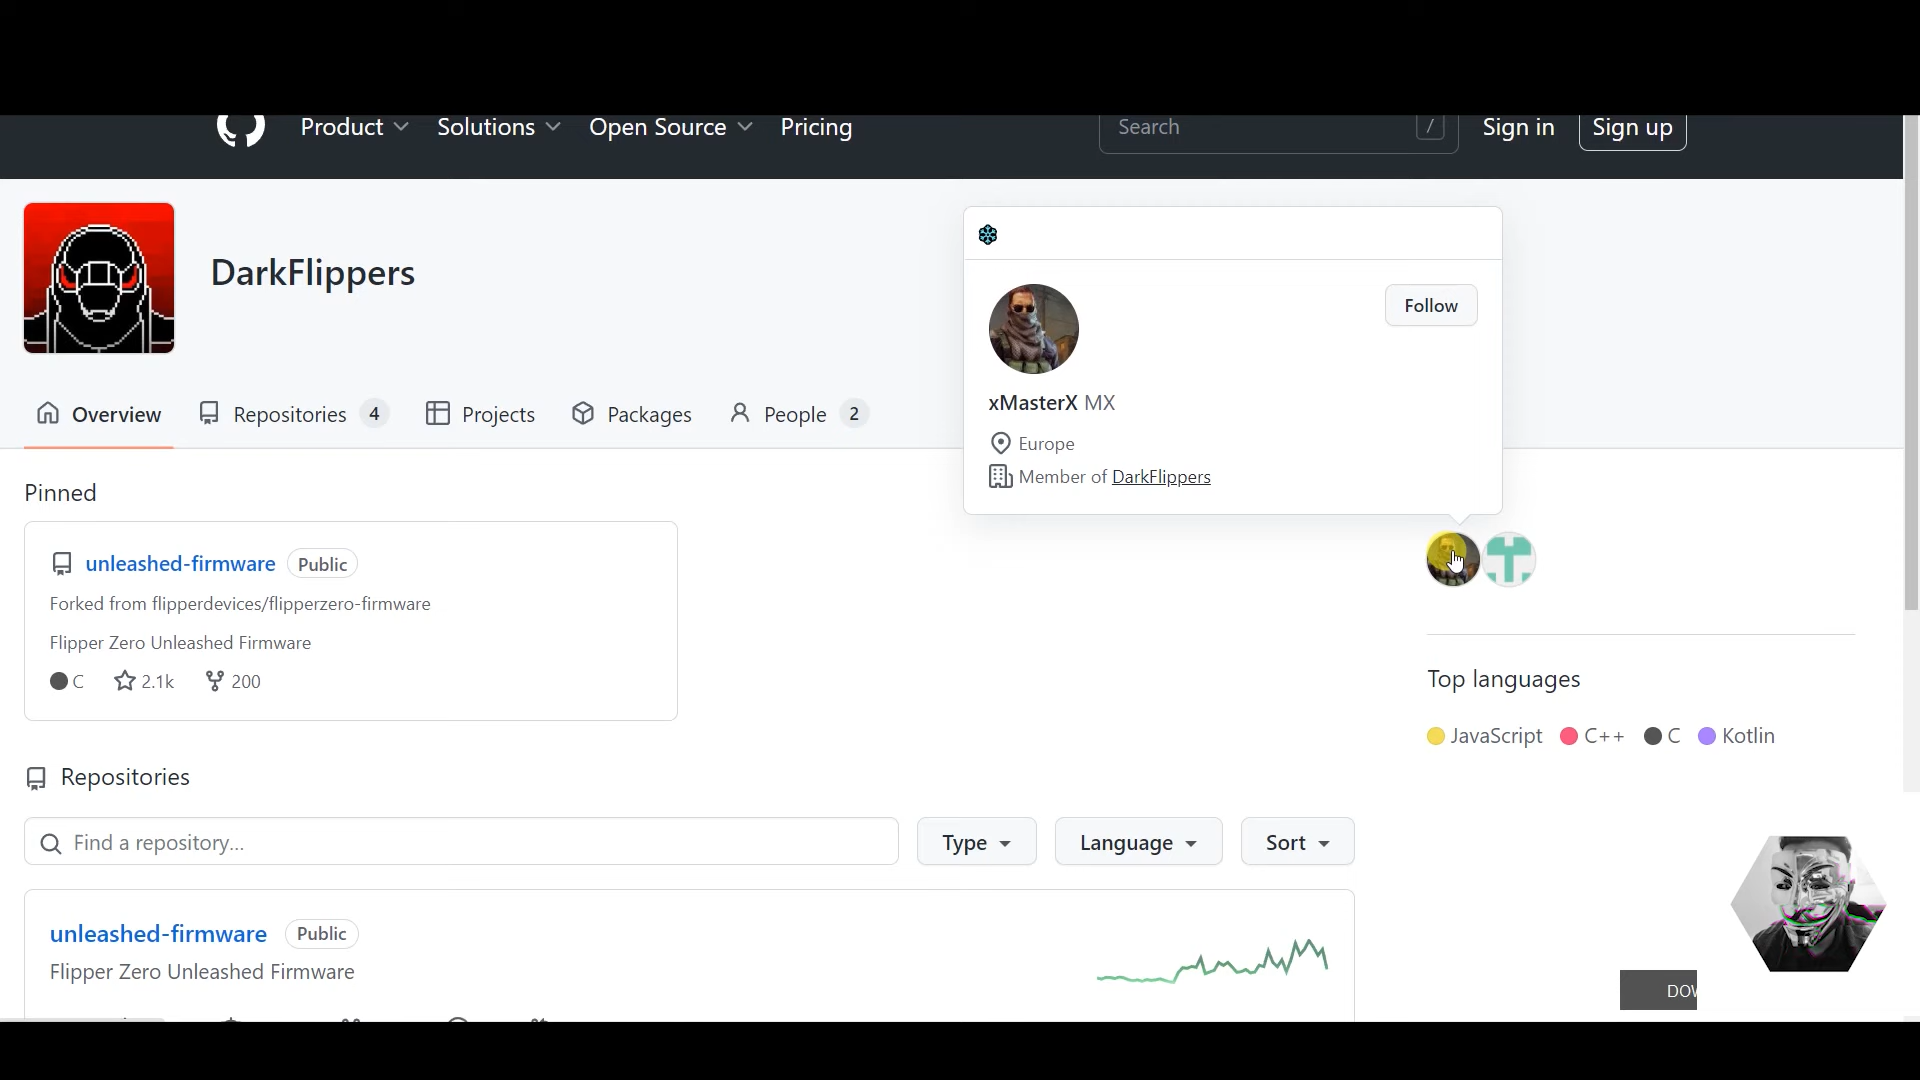 Product Solutions Open Source Pricing Search / Sign in Sign up
DarkFlippers
Follow
xMasterX MX
Europe
Member of DarkFlippers
Overview Repositories 4 Projects Packages People 2
Pinned
unleashed-firmware Public
Forked from flipperdevices/flipperzero-firmware
Flipper Zero Unleashed Firmware
C 2.1k 200
Top languages
JavaScript C++ C Kotlin
Repositories
Find a repository... Type Language Sort
unleashed-firmware Public
Flipper Zero Unleashed Firmware